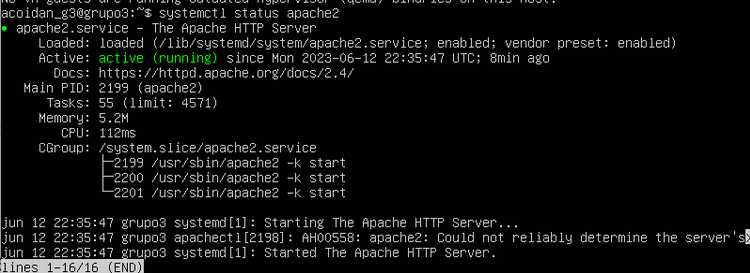 No VM guests are running outdated hypervisor (qemu) binaries on this host.
acoidan_g3@grupo3:~$ systemctl status apache2
● apache2.service - The Apache HTTP Server
Loaded: loaded (/lib/systemd/system/apache2.service; enabled; vendor preset: enabled)
Active: active (running) since Mon 2023-06-12 22:35:47 UTC; 8min ago
Docs: https://httpd.apache.org/docs/2.4/
Main PID: 2199 (apache2)
Tasks: 55 (limit: 4571)
Memory: 5.2M
CPU: 112ms
CGroup: /system.slice/apache2.service
├─2199 /usr/sbin/apache2 -k start
├─2200 /usr/sbin/apache2 -k start
└─2201 /usr/sbin/apache2 -k start
jun 12 22:35:47 grupo3 systemd[1]: Starting The Apache HTTP Server...
jun 12 22:35:47 grupo3 apachectl[2198]: AH00558: apache2: Could not reliably determine the server's>
jun 12 22:35:47 grupo3 systemd[1]: Started The Apache HTTP Server.
lines 1-16/16 (END)